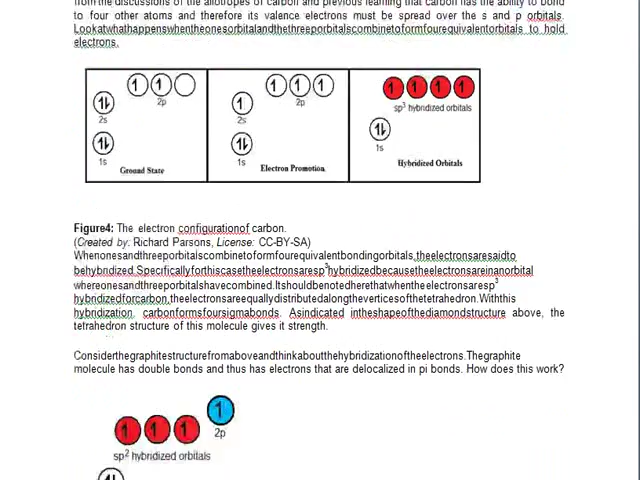 from the discussions of the allotropes of carbon and previous learning that carbon has the ability to bond
to four other atoms and therefore its valence electrons must be spread over the s and p orbitals.
Lookatwhathappenswhentheonesorbitalandthethreeporbitalscombinetoformfourequivalentorbitals to hold
electrons.
2p
2s
1s
Ground State
2p
2s
1s
Electron Promotion
sp3 hybridized orbitals
1s
Hybridized Orbitals
Figure4: The electron configurationof carbon.
(Created by: Richard Parsons, License: CC-BY-SA)
Whenonesandthreeporbitaliscombinetoformfourequivalentbondingorbitals,theelectronsaresaidto
behybridized.Specificallyforthiscasetheelectronsaresp3hybridizedbecausetheelectronsareinanorbital
whereonesandthreeporbitalshavecombined.Itshouldbenotedherethatwhentheelectronsaresp3
hybridizedforcarbon,theelectronsareequallydistributedalongtheverticesofthetetrahedron.Withthis
hybridization, carbonformsfoursigmabonds. Asindicated intheshapeofthediamondstructure above, the
tetrahedron structure of this molecule gives it strength.
Considerthegraphitestructurefromaboveandthinkaboutthehybridizationoftheelectrons.Thegraphite
molecule has double bonds and thus has electrons that are delocalized in pi bonds. How does this work?
2p
sp2 hybridized orbitals